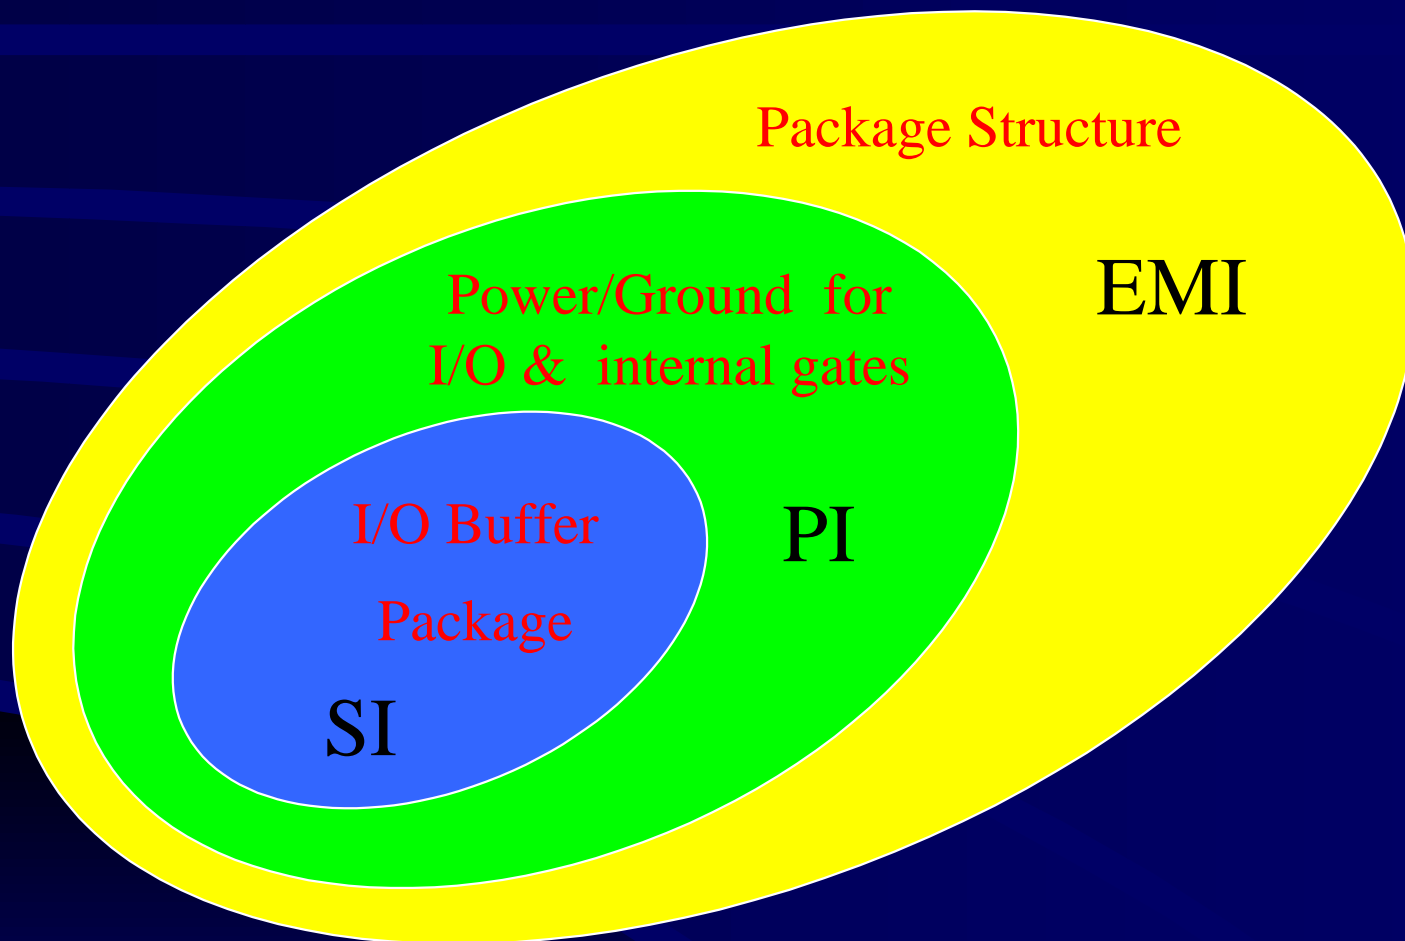 Package Structure
EMI
Power/Ground for
I/O & internal gates
PI
I/O Buffer
Package
SI